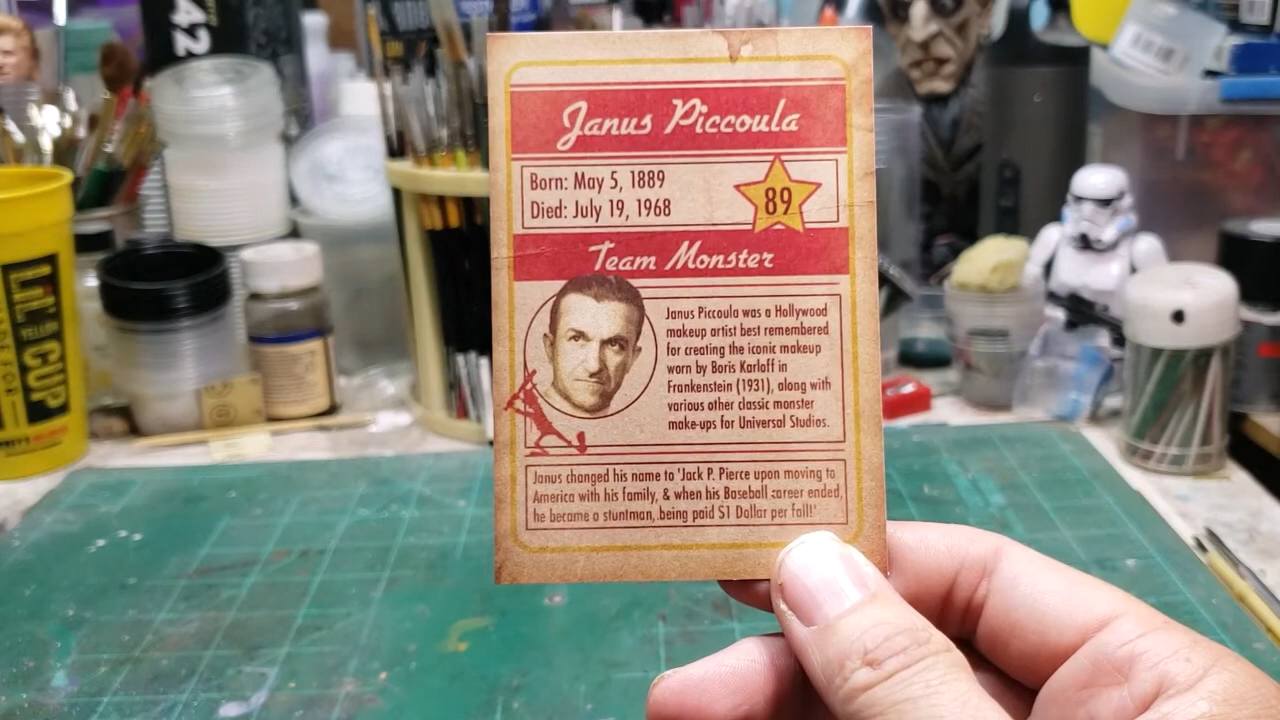 42
LiL'
CUP
Janus Piccoula
Born: May 5, 1889
Died: July 19, 1968
89
Team Monster
Janus Piccoula was a Hollywood
makeup artist best remembered
for creating the iconic makeup
worn by Boris Karloff in
Frankenstein (1931), along with
various other classic monster
make-ups for Universal Studios.
Janus changed his name to 'Jack P. Pierce upon moving to
America with his family, & when his Baseball career ended,
he became a stuntman, being paid $1 Dollar per fall!'